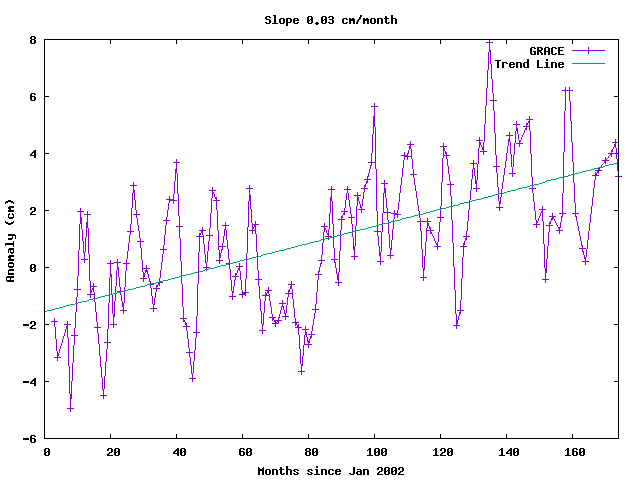 Slope 0.03 cm/month
GRACE
Trend Line
8
6
4
2
0
-2
-4
-6
Anomaly (cm)
0 20 40 60 80 100 120 140 160
Months since Jan 2002